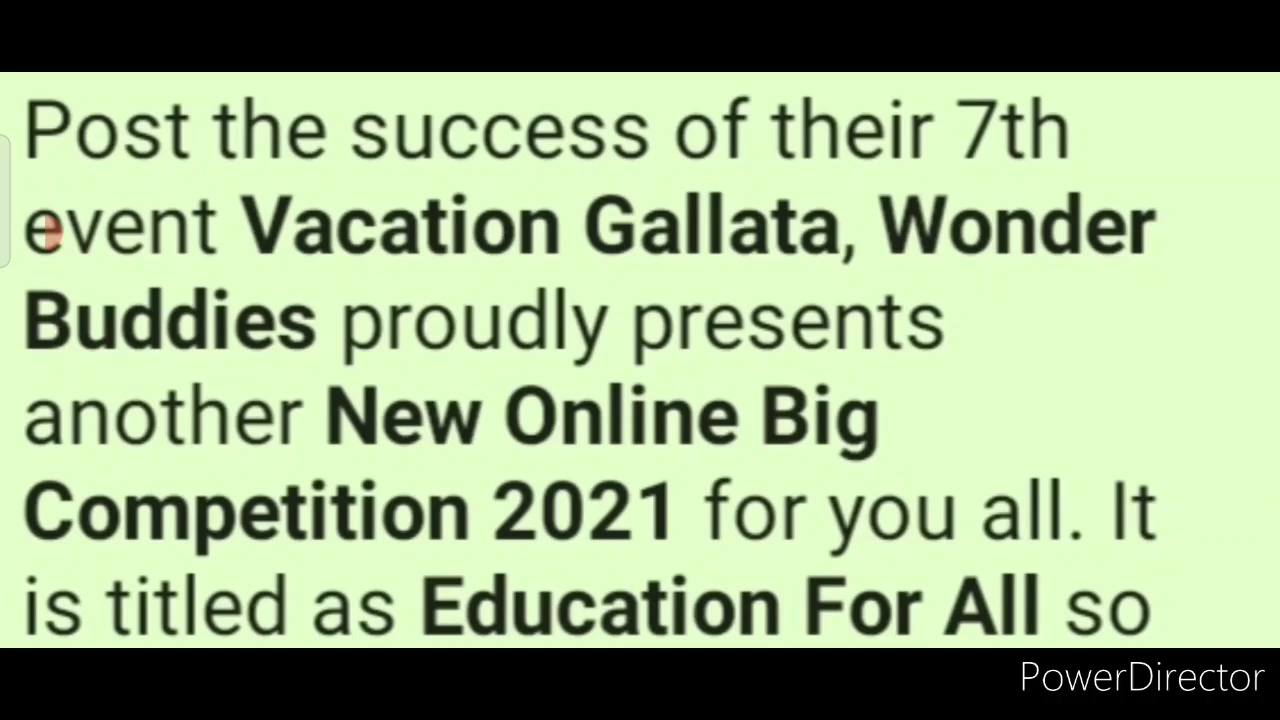 Post the success of their 7th
event Vacation Gallata, Wonder
Buddies proudly presents
another New Online Big
Competition 2021 for you all. It
is titled as Education For All so
PowerDirector